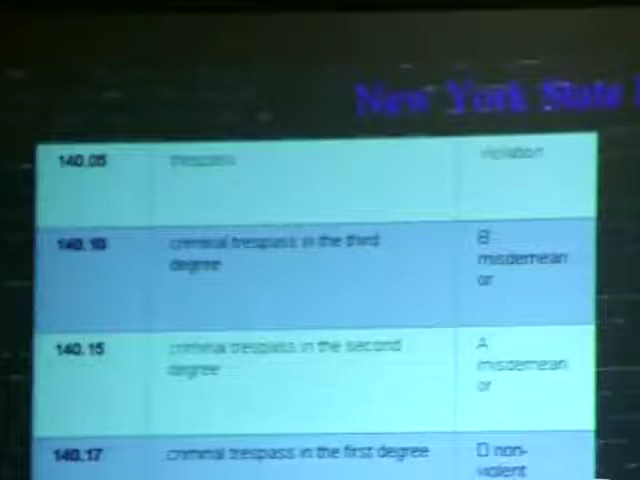 New York State
140.05 trespass violation
140.10 criminal trespass in the third B
degree misdemean
or
140.15 criminal trespass in the second A
degree misdemean
or
140.17 criminal trespass in the first degree D non-
violent